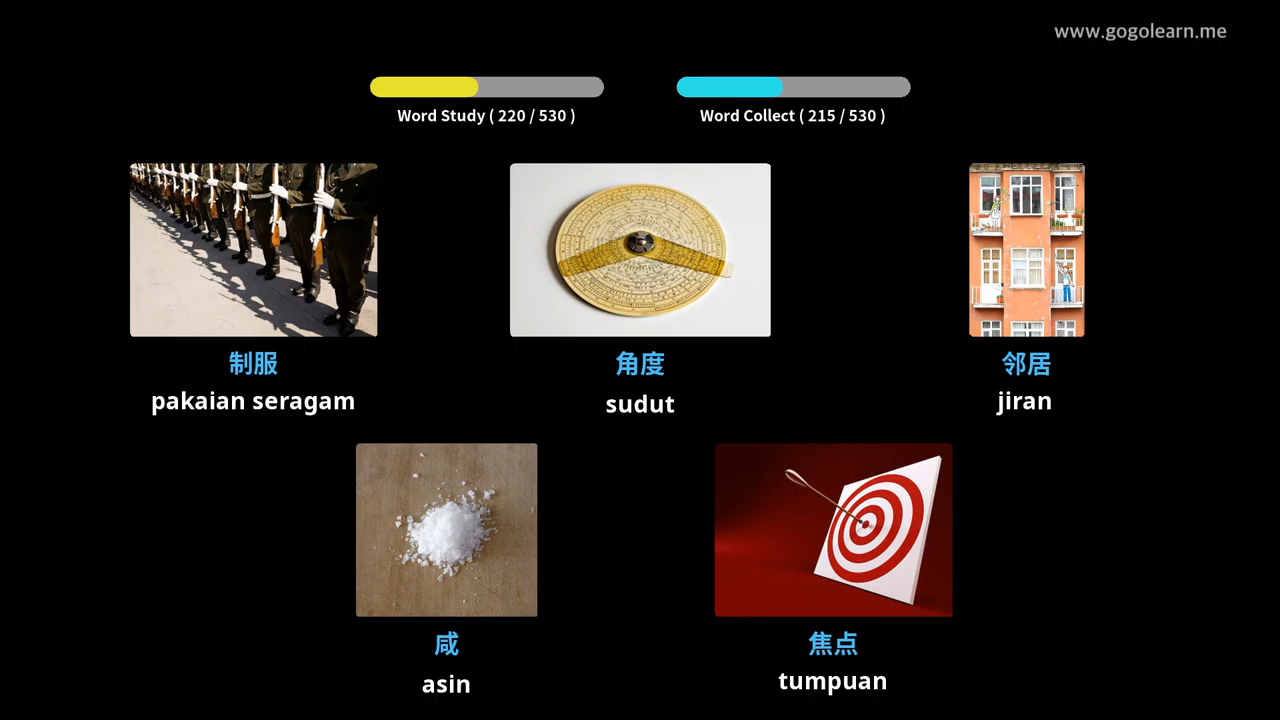 www.gogolearn.me
Word Study ( 220 / 530 )
Word Collect ( 215 / 530 )
制服
pakaian seragam
角度
sudut
邻居
jiran
咸
asin
焦点
tumpuan